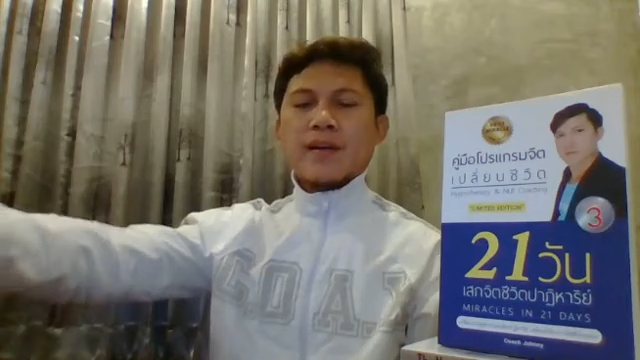 GOAL
คู่มือโปรแกรมจิต
เปลี่ยนชีวิต
Hypnotherapy & NLP Coaching
"LIMITED EDITION"
3
21 วัน
เสกจิตชีวิตปาฏิหาริย์
MIRACLES IN 21 DAYS
Coach Johnny